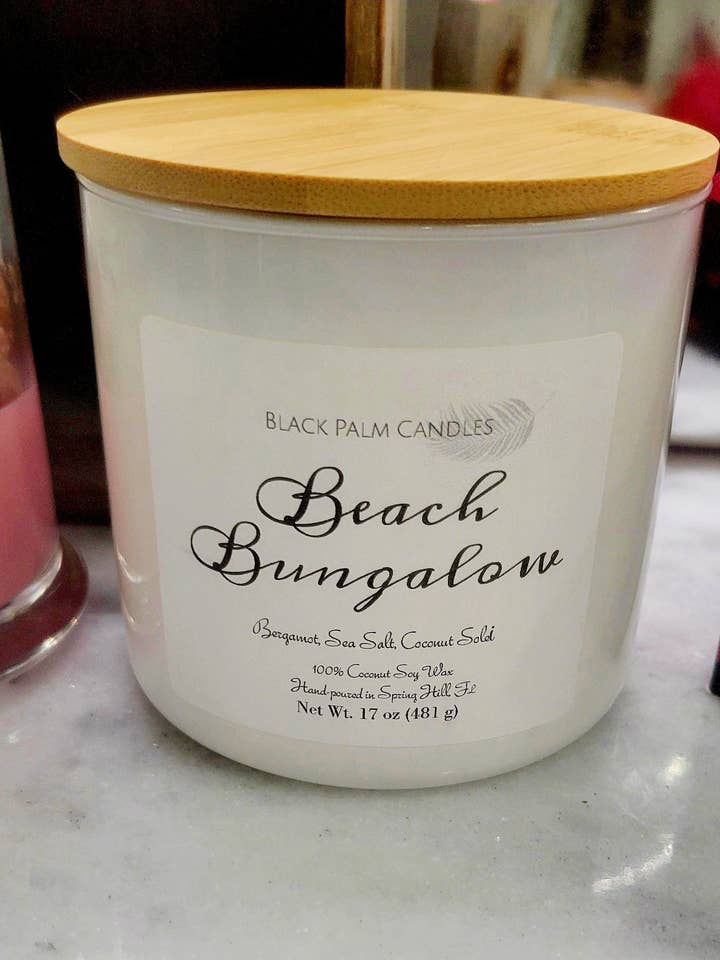 BLACK PALM CANDLES
Beach
Bungalow
Bergamot, Sea Salt, Coconut Solei
100% Coconut Soy Wax
Hand-poured in Spring Hill Fl
Net Wt. 17 oz (481 g)